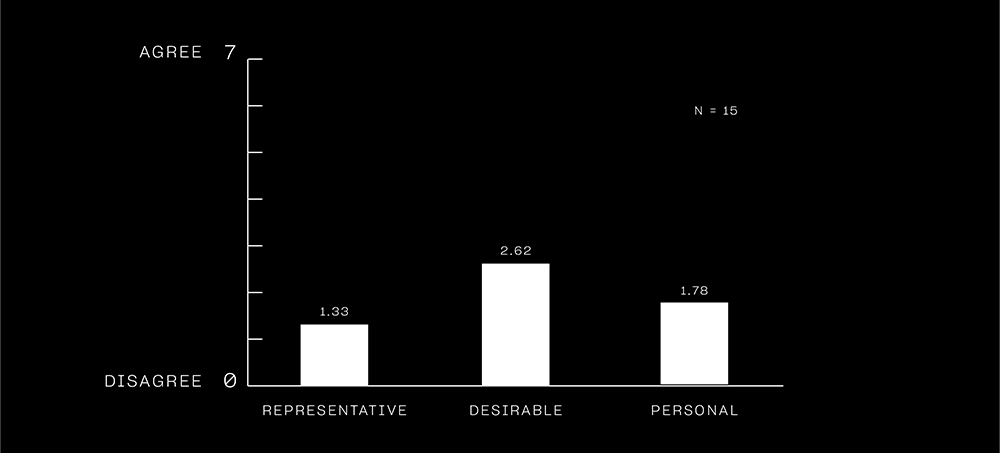 AGREE 7
N = 15
2.62
1.78
1.33
DISAGREE 0
REPRESENTATIVE DESIRABLE PERSONAL